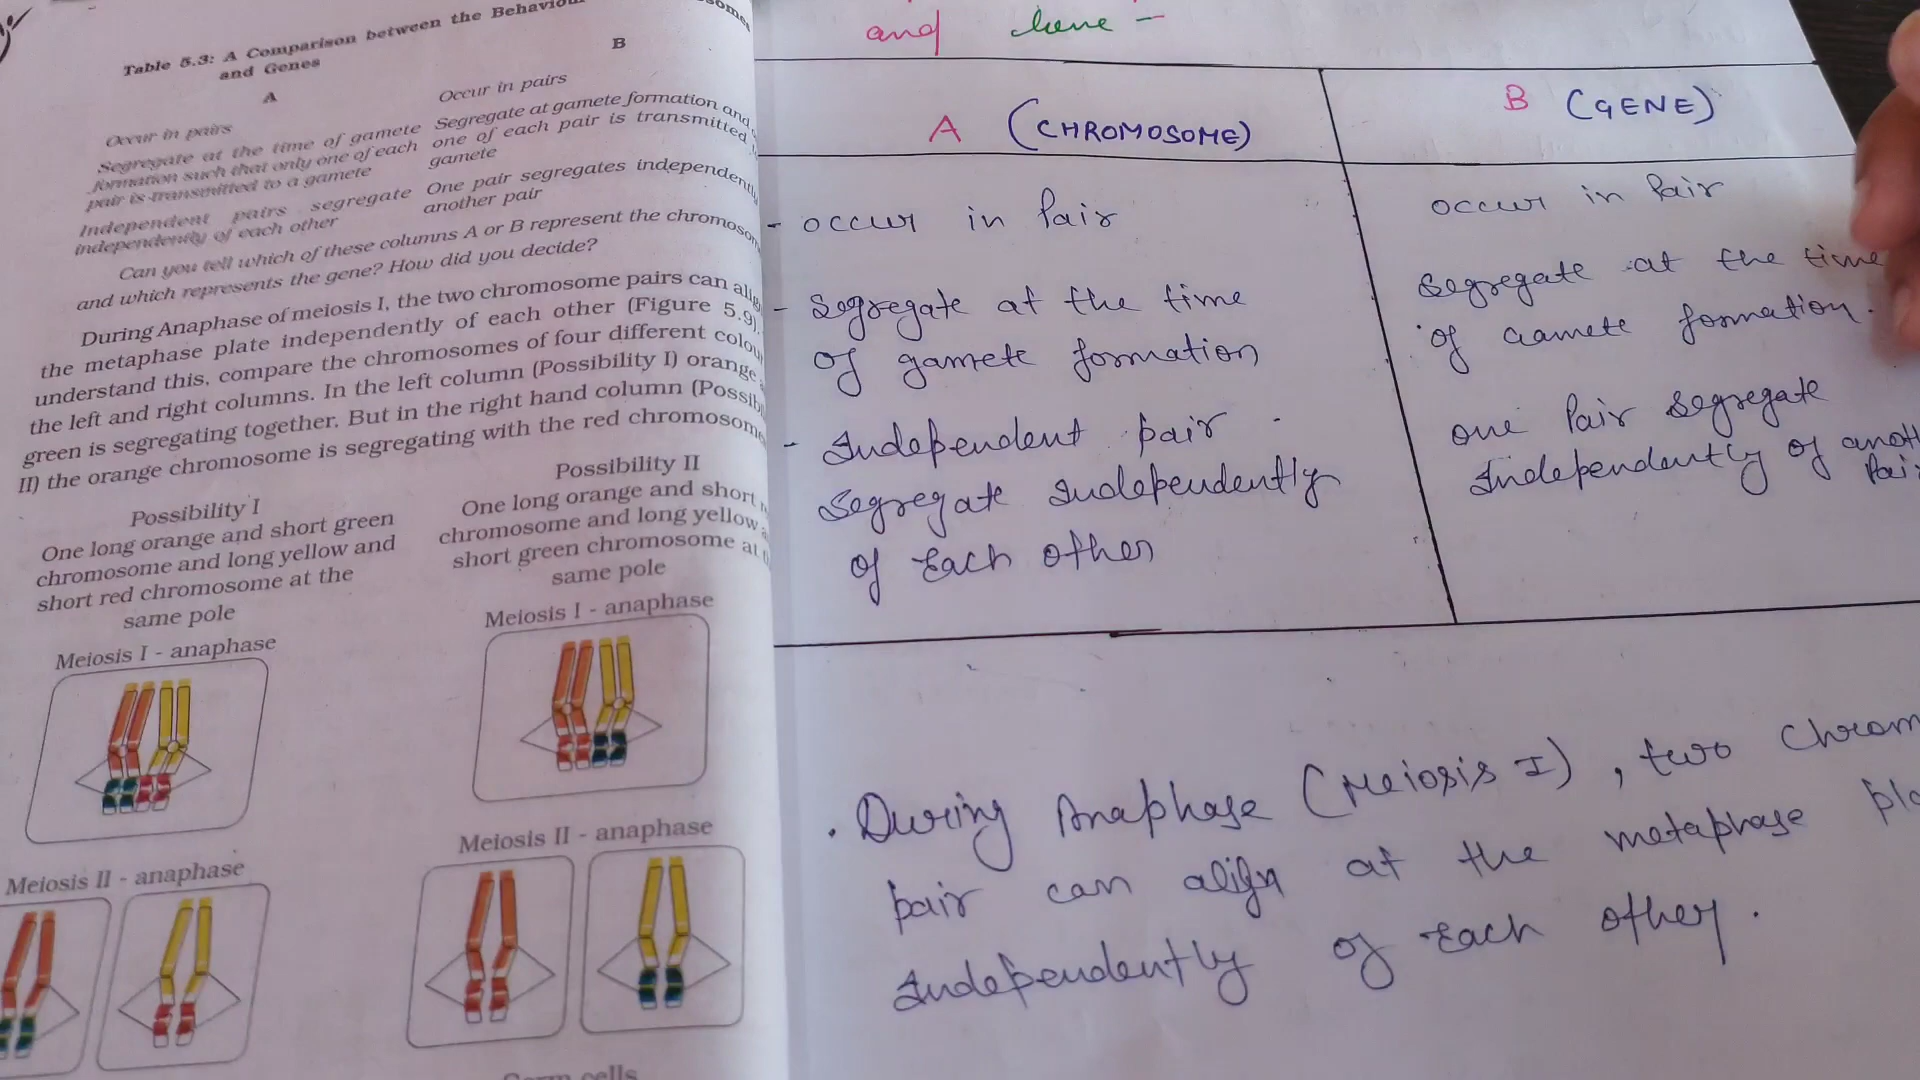 Table 5.3: A Comparison between the Behaviou
and Genes
A
B
Occur in pairs
Segregate at the time of gamete
formation such that only one of each
pair is transmitted to a gamete
Independent pairs segregate
independently of each other
Occur in pairs
Segregate at gamete formation and
one of each pair is transmitted
gamete
One pair segregates independently
another pair
Can you tell which of these columns A or B represent the chromosom
and which represents the gene? How did you decide?
During Anaphase of meiosis I, the two chromosome pairs can align
the metaphase plate independently of each other (Figure 5.9).
understand this, compare the chromosomes of four different colou
the left and right columns. In the left column (Possibility I) orange
green is segregating together. But in the right hand column (Possib
II) the orange chromosome is segregating with the red chromosome
Possibility I
One long orange and short green
chromosome and long yellow and
short red chromosome at the
same pole
Meiosis I - anaphase
Meiosis II - anaphase
Possibility II
One long orange and short
chromosome and long yellow
short green chromosome at
same pole
Meiosis I - anaphase
Meiosis II - anaphase
Germ cells
and Gene -
A (CHROMOSOME)
- occur in Pair
- Segregate at the time
of gamete formation
- Independent pair
Segregate Independently
of Each other
B (GENE)
occur in Pair
Segregate at the time
of Gamete formation.
one Pair Segregate
Independently of anoth
Pai
. During Anaphase (Meiosis I), two Chrom
pair can align at the metaphase pla
Independently of Each other.